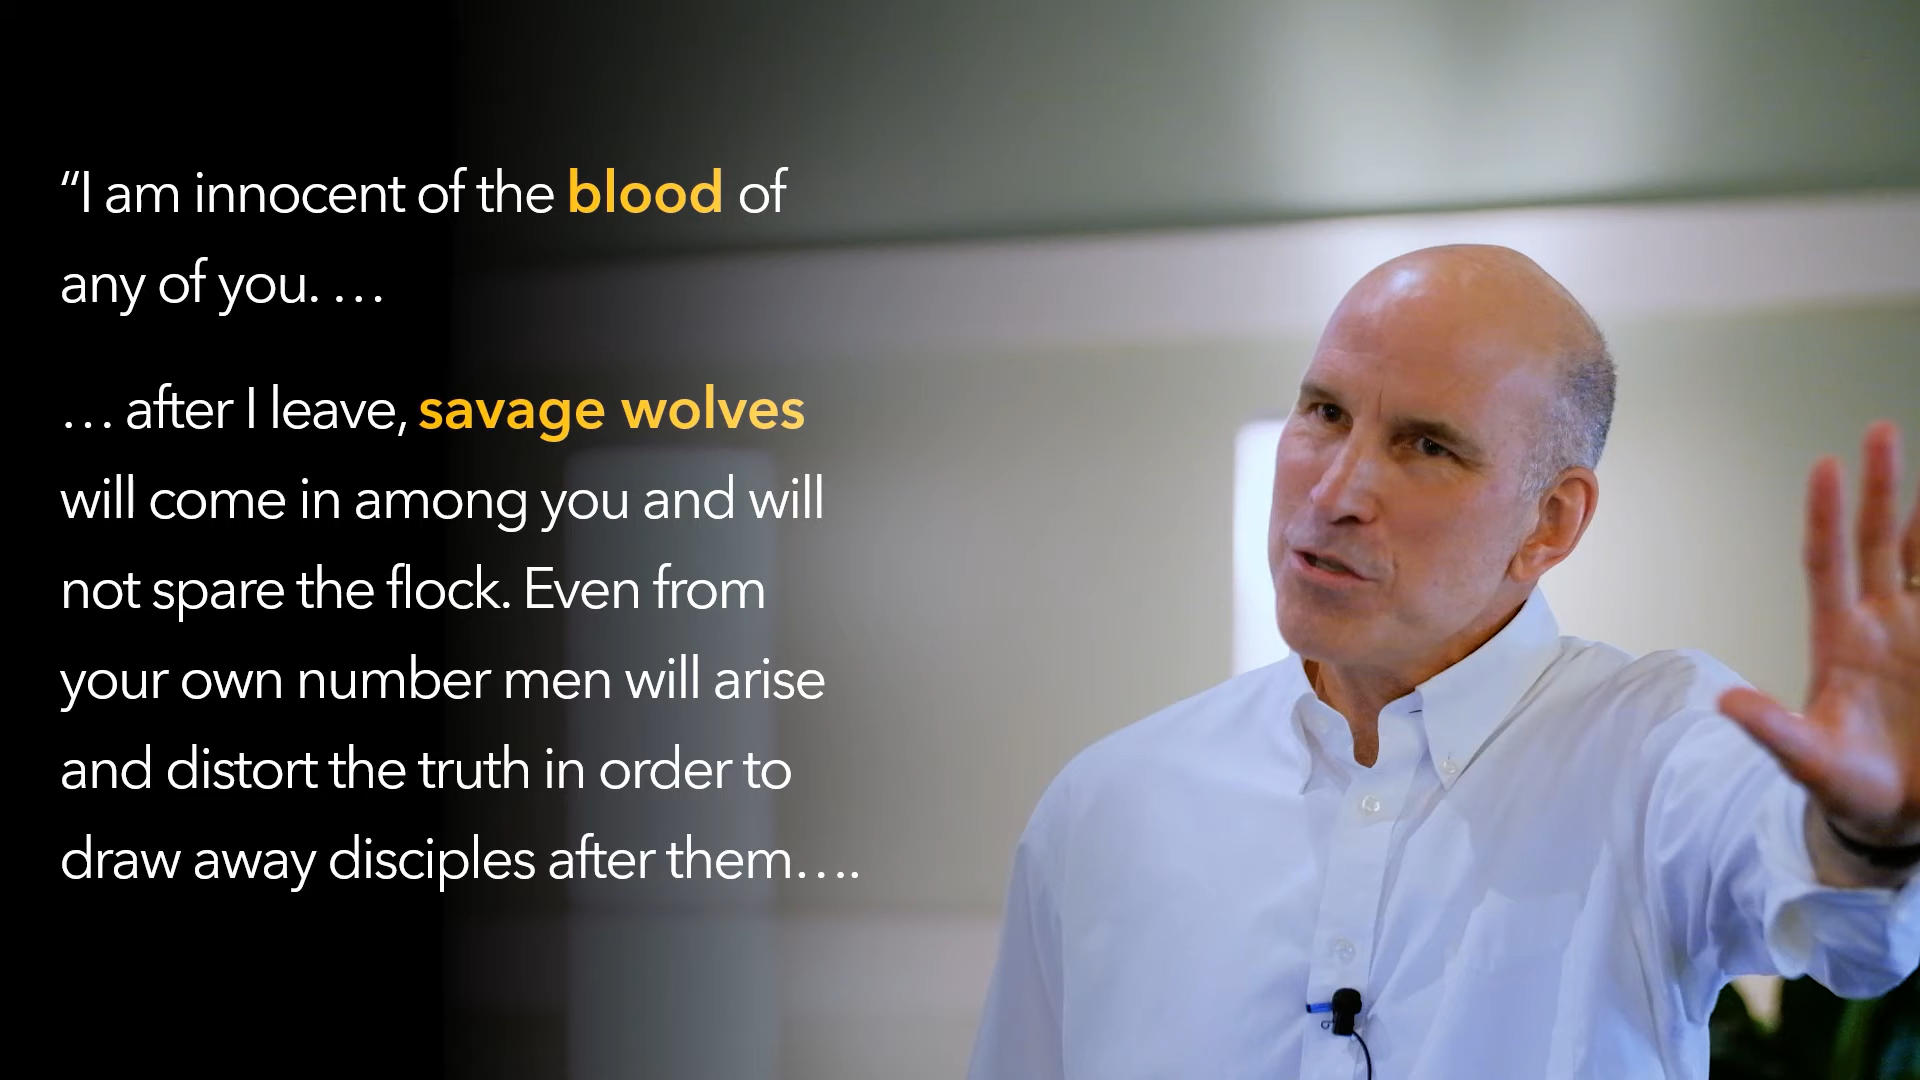 “I am innocent of the blood of
any of you. …
… after I leave, savage wolves
will come in among you and will
not spare the flock. Even from
your own number men will arise
and distort the truth in order to
draw away disciples after them….